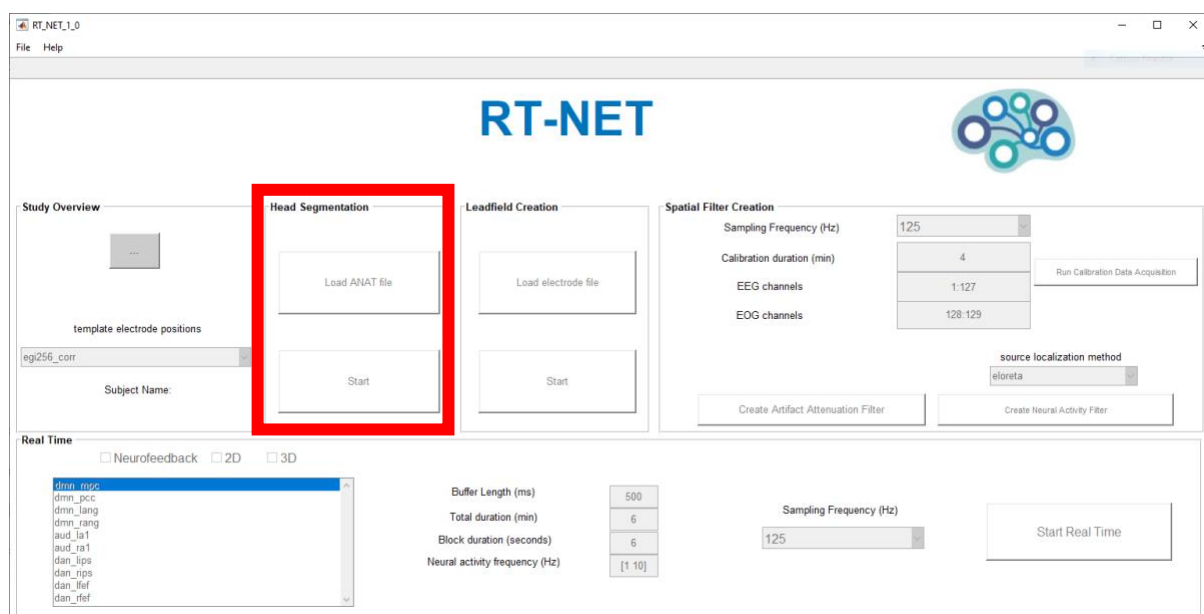 RT_NET_1_0
File Help
RT-NET
Study Overview
...
template electrode positions
egi256_corr
Subject Name:
Head Segmentation
Load ANAT file
Start
Leadfield Creation
Load electrode file
Start
Spatial Filter Creation
Sampling Frequency (Hz) 125
Calibration duration (min) 4
Run Calibration Data Acquisition
EEG channels 1:127
EOG channels 128:129
source localization method
eloreta
Create Artifact Attenuation Filter
Create Neural Activity Filter
Real Time
Neurofeedback 2D 3D
dmn_mpc
dmn_pcc
dmn_lang
dmn_rang
aud_la1
aud_ra1
dan_lips
dan_rips
dan_lfef
dan_rfef
Buffer Length (ms) 500
Total duration (min) 6
Block duration (seconds) 6
Neural activity frequency (Hz) [1 10]
Sampling Frequency (Hz)
125
Start Real Time